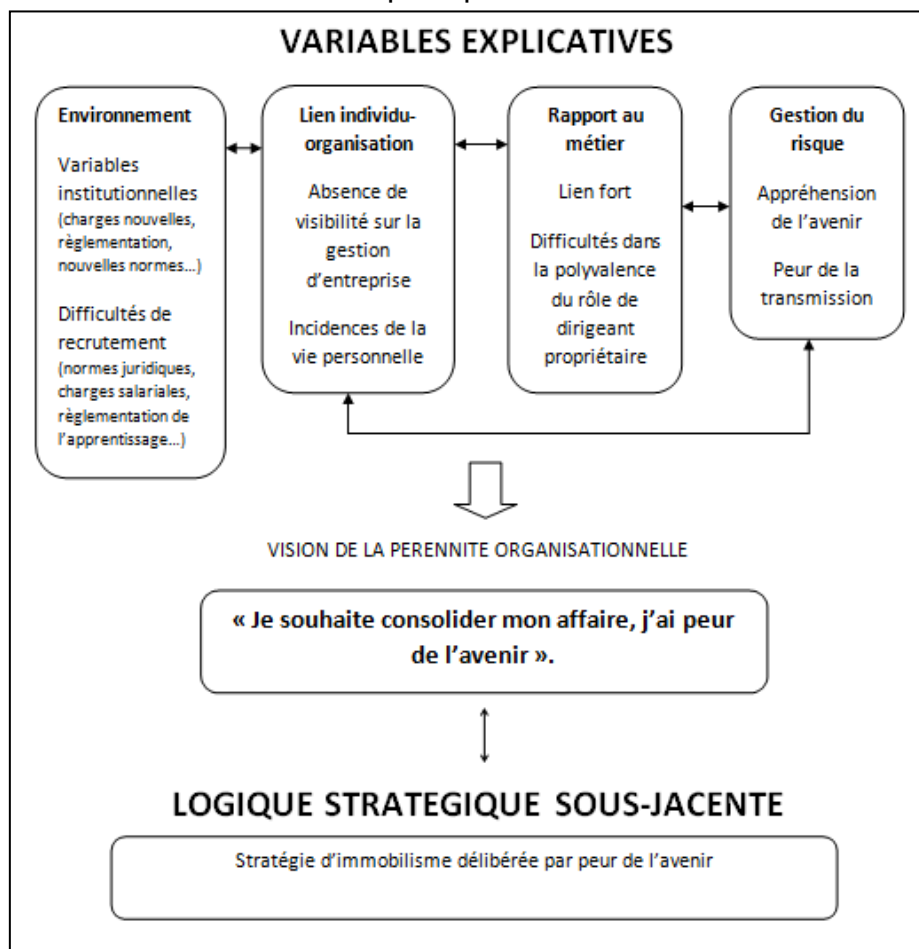 VARIABLES EXPLICATIVES
Environnement
Variables
institutionnelles
(charges nouvelles,
règlementation,
nouvelles normes...)
Difficultés de
recrutement
(normes juridiques,
charges salariales,
règlementation de
l'apprentissage...)
Lien individu-
organisation
Absence de
visibilité sur la
gestion
d'entreprise
Incidences de la
vie personnelle
Rapport au
métier
Lien fort
Difficultés dans
la polyvalence
du rôle de
dirigeant
propriétaire
Gestion du
risque
Appréhension
de l'avenir
Peur de la
transmission
VISION DE LA PERENNITE ORGANISATIONNELLE
« Je souhaite consolider mon affaire, j'ai peur
de l'avenir ».
LOGIQUE STRATEGIQUE SOUS-JACENTE
Stratégie d'immobilisme délibérée par peur de l'avenir